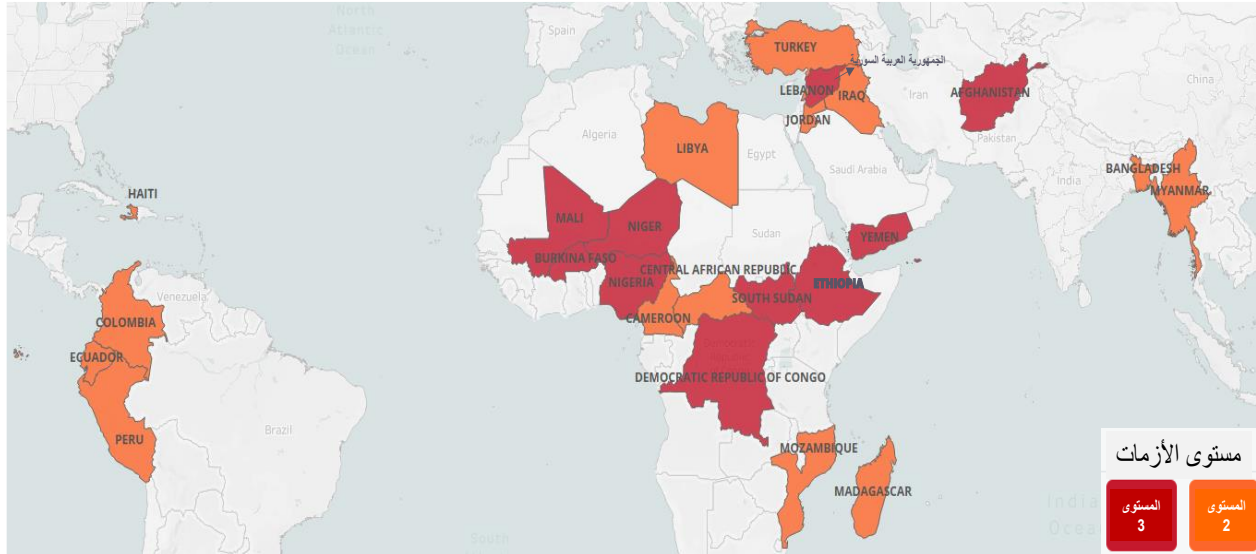 North
Atlantic
Ocean
Spain
TURKEY
الجمهورية العربية السورية
LEBANON
IRAQ
Iran
AFGHANISTAN
China
JORDAN
Pakistan
Algeria
LIBYA
Egypt
Saudi Arabia
India
BANGLADESH
MYANMAR
HAITI
MALI
NIGER
Sudan
YEMEN
BURKINA FASO
NIGERIA
CENTRAL AFRICAN REPUBLIC
ETHIOPIA
SOUTH SUDAN
Venezuela
COLOMBIA
CAMEROON
ECUADOR
DEMOCRATIC REPUBLIC OF CONGO
Brazil
PERU
MOZAMBIQUE
MADAGASCAR
South
مستوى الأزمات
المستوى
3
المستوى
2